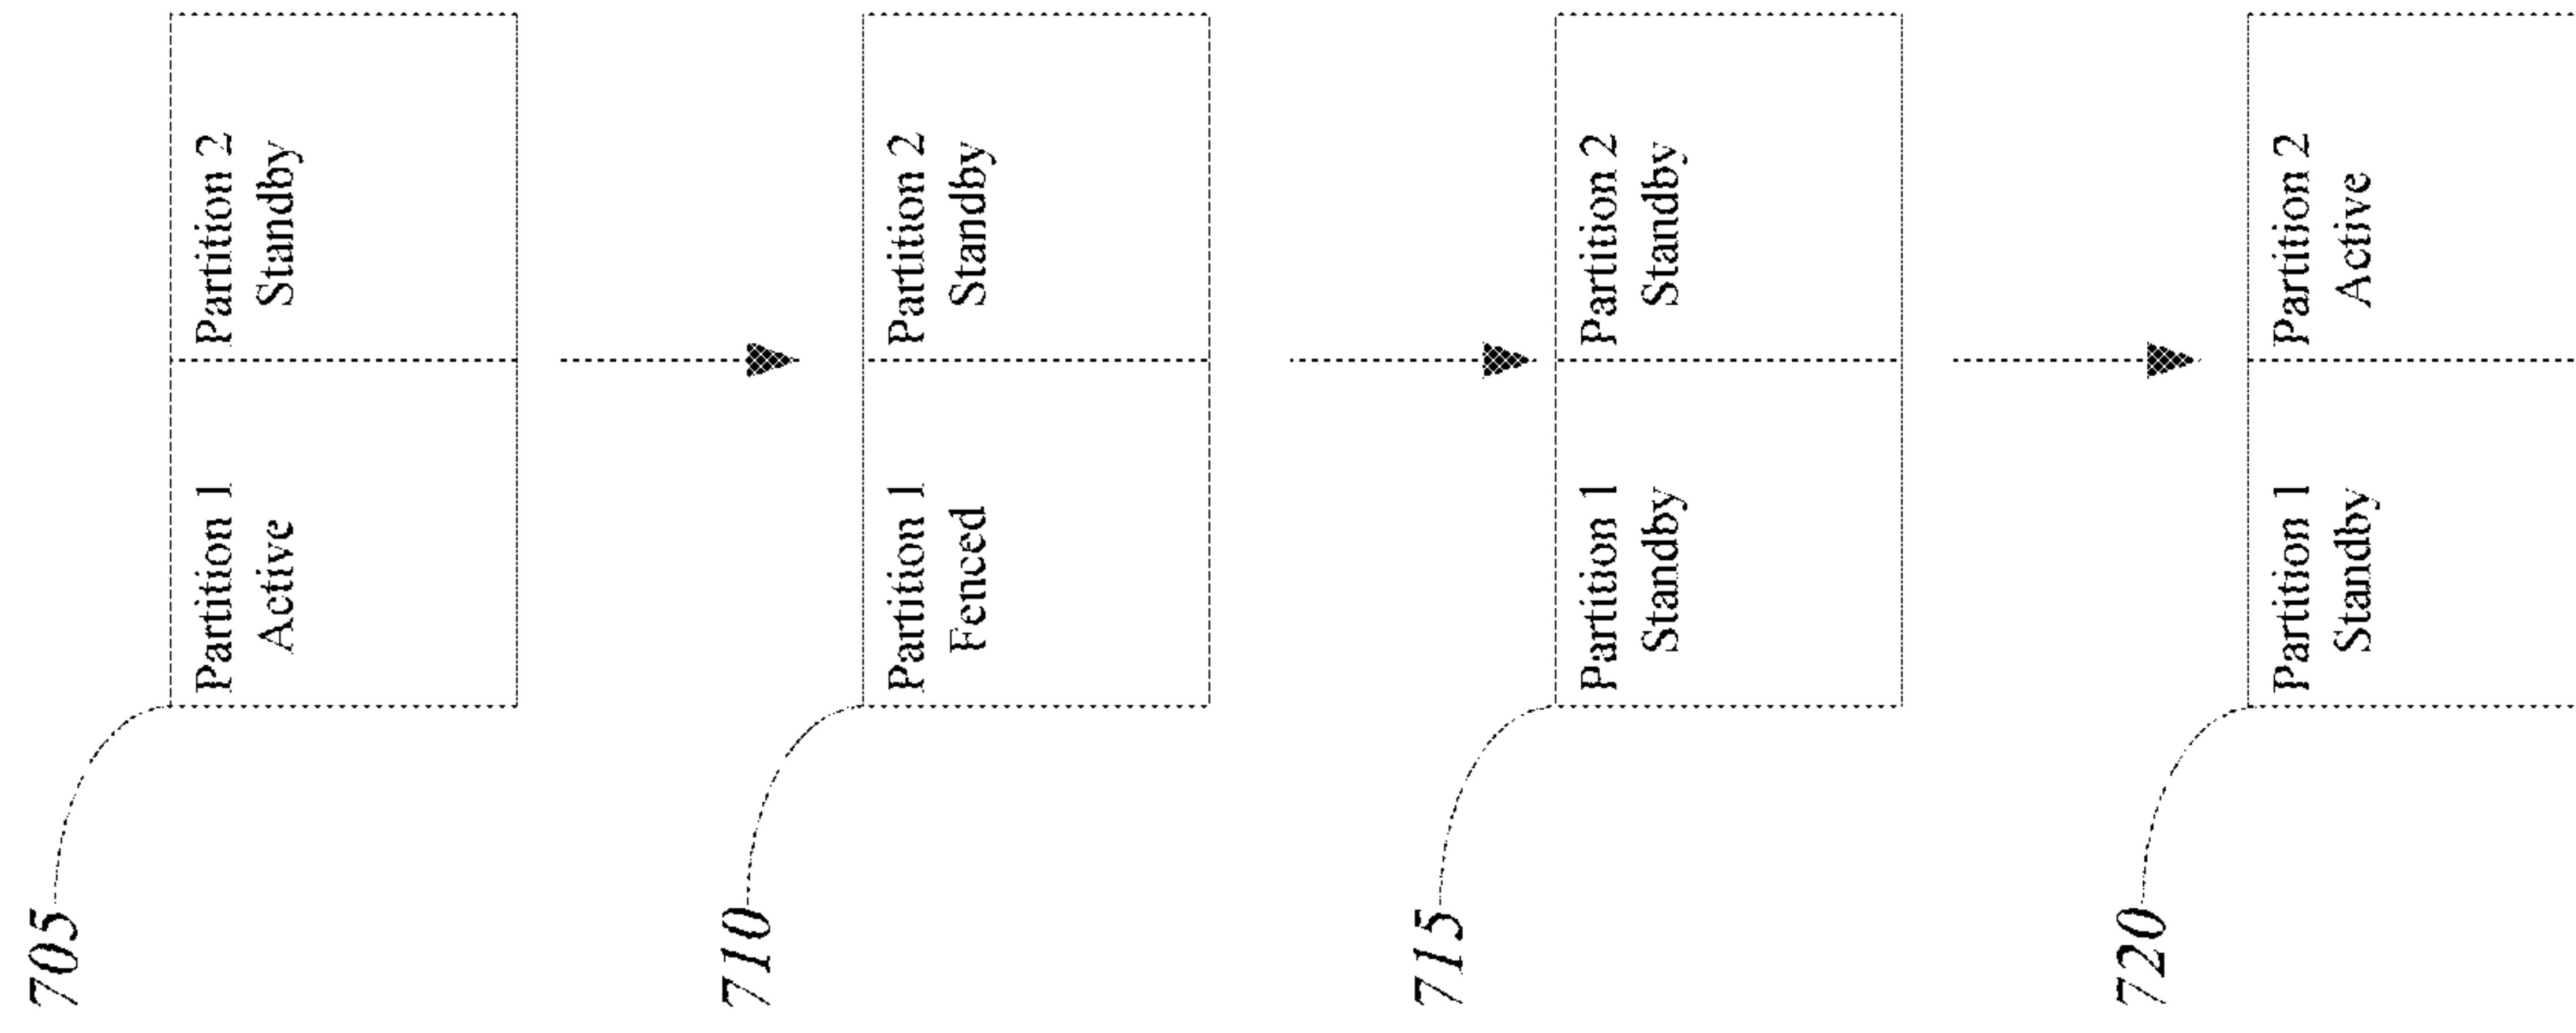 705
Partition 1
Active
Partition 2
Standby
710
Partition 1
Fenced
Partition 2
Standby
715
Partition 1
Standby
Partition 2
Standby
720
Partition 1
Standby
Partition 2
Active